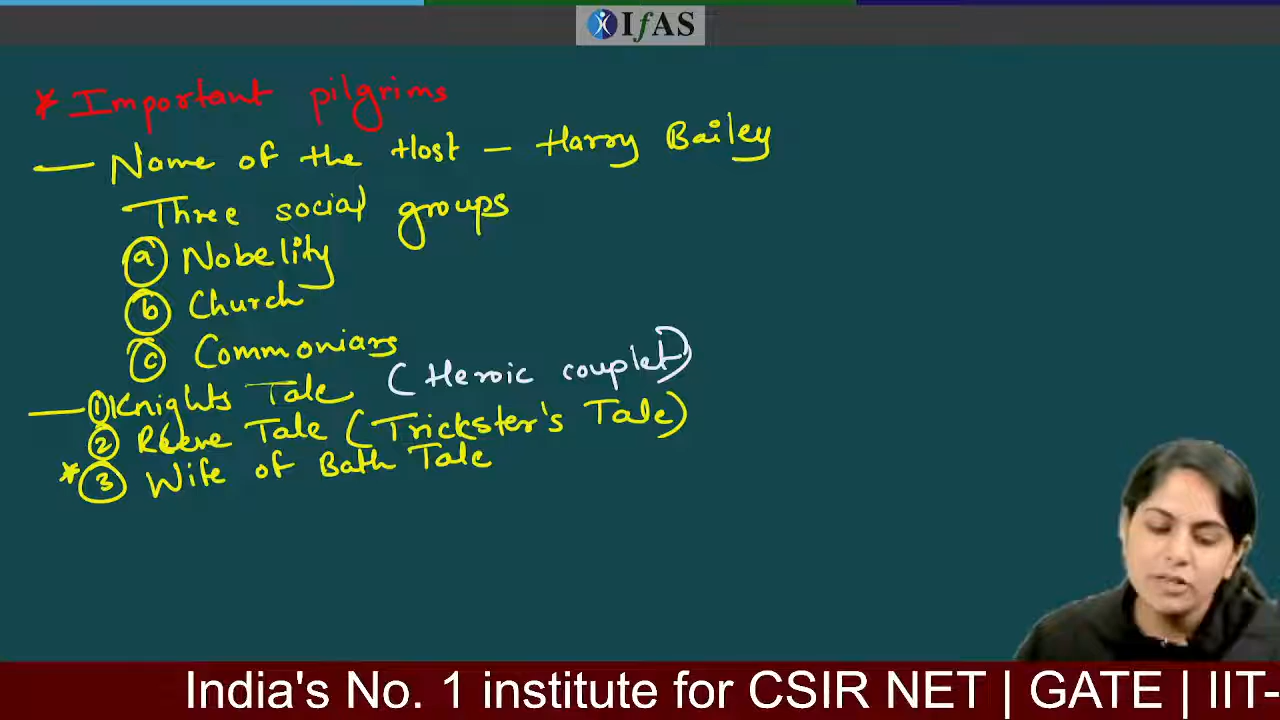 IfAS
* Important pilgrims
— Name of the Host – Harry Bailey
Three social groups
a Nobelity
b Church
c Commoniars
— 1 Knights Tale (Heroic couplet)
2 Reeve Tale (Trickster's Tale)
* 3 Wife of Bath Tale
India's No. 1 institute for CSIR NET | GATE | IIT-